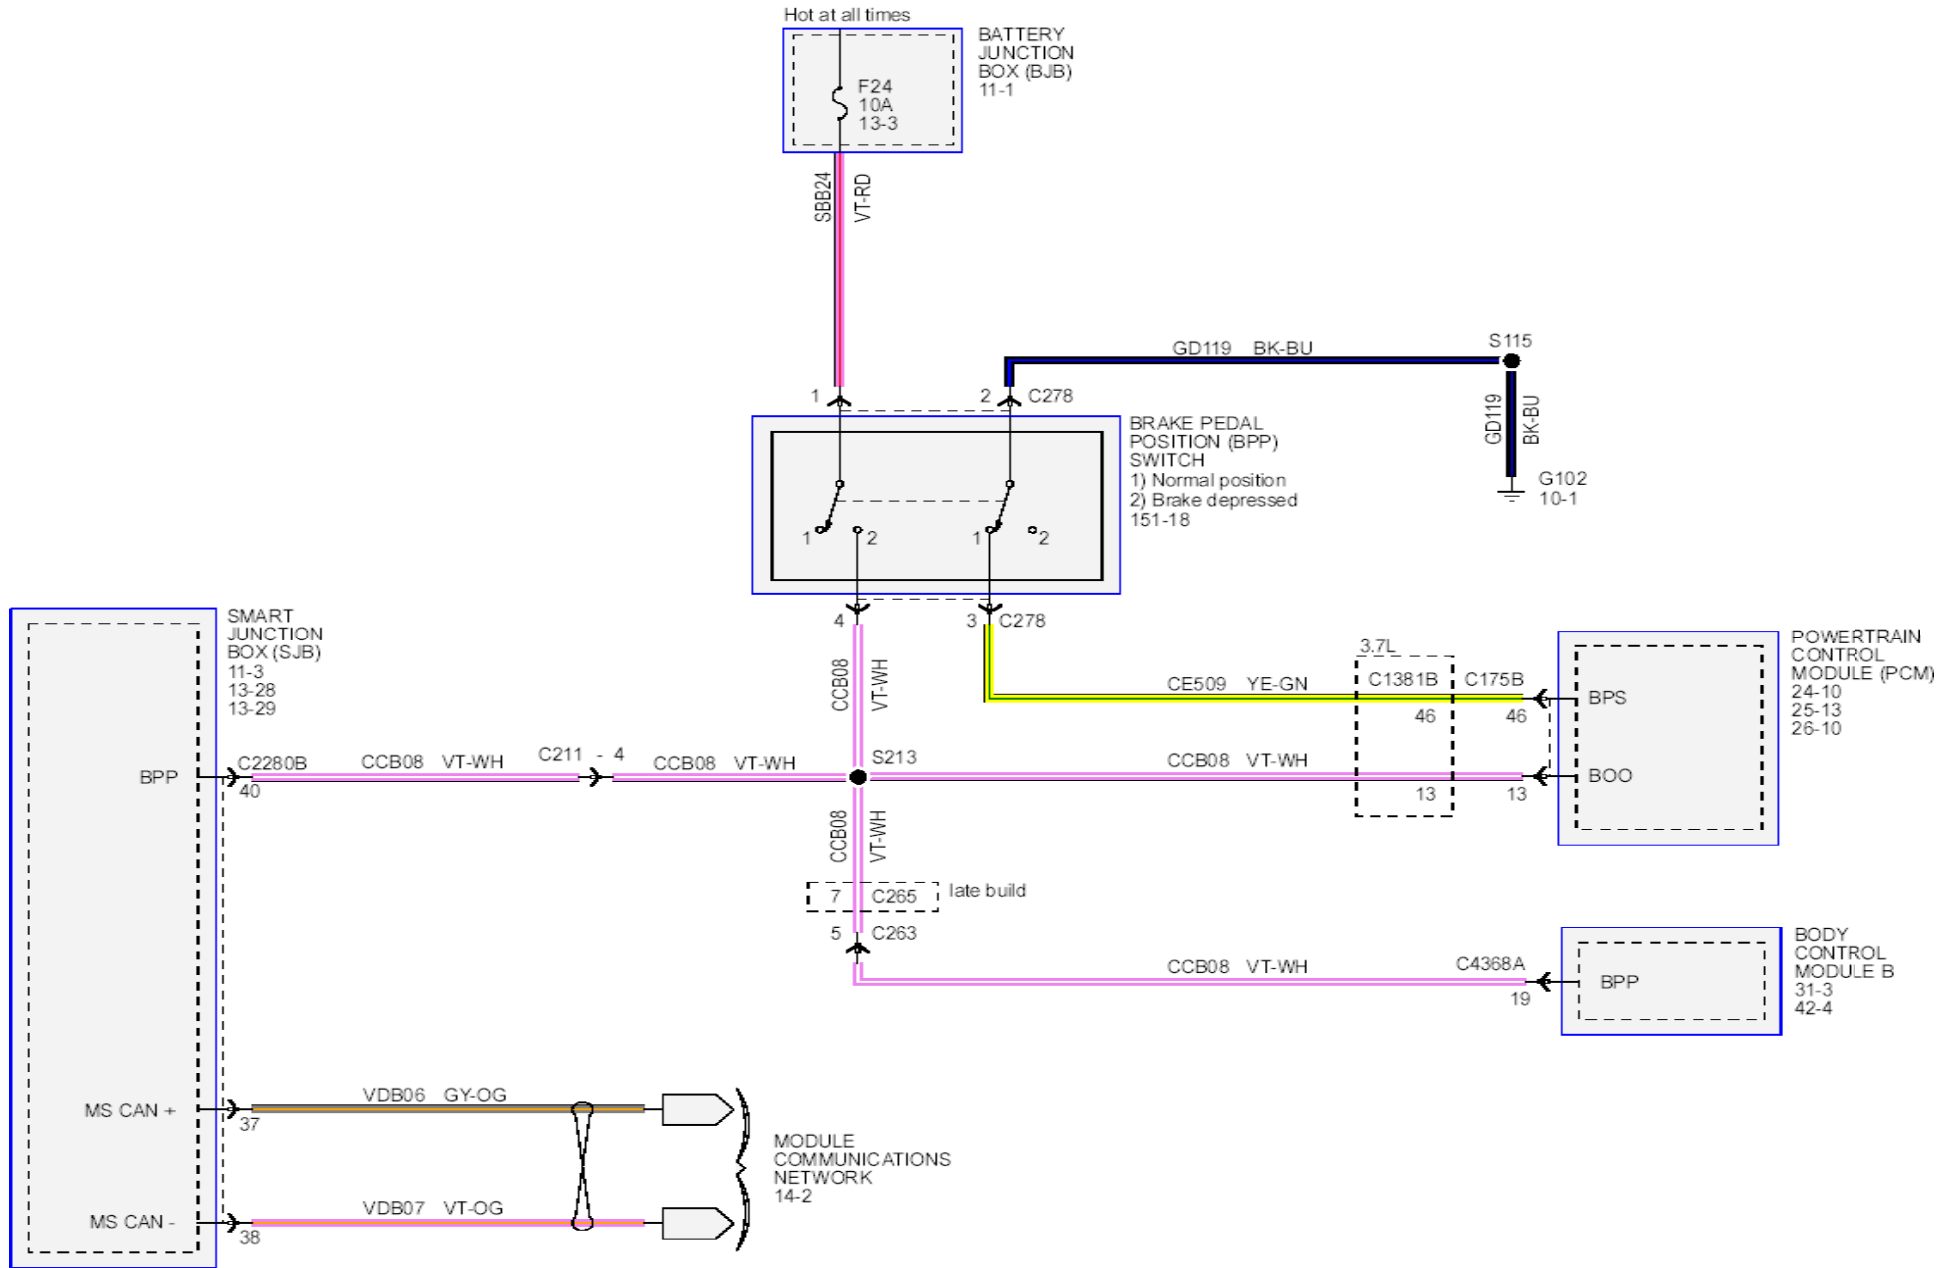 Hot at all times
BATTERY
JUNCTION
BOX (BJB)
11-1
F24
10A
13-3
SBB24
VT-RD
GD119 BK-BU
S115
GD119
BK-BU
G102
10-1
1
2
C278
BRAKE PEDAL
POSITION (BPP)
SWITCH
1) Normal position
2) Brake depressed
151-18
1
2
1
2
4
3
C278
SMART
JUNCTION
BOX (SJB)
11-3
13-28
13-29
CCB08
VT-WH
3.7L
CE509 YE-GN
C1381B
C175B
46
46
BPS
POWERTRAIN
CONTROL
MODULE (PCM)
24-10
25-13
26-10
BPP
C2280B
40
CCB08 VT-WH
C211 - 4
CCB08 VT-WH
S213
CCB08 VT-WH
13
13
BOO
CCB08
VT-WH
7
C265
late build
5
C263
CCB08 VT-WH
C4368A
19
BPP
BODY
CONTROL
MODULE B
31-3
42-4
MS CAN +
37
VDB06 GY-OG
MODULE
COMMUNICATIONS
NETWORK
14-2
MS CAN -
38
VDB07 VT-OG